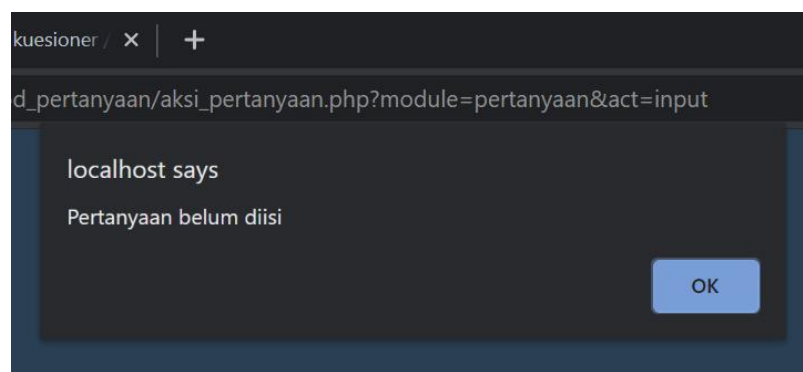 kuesioner /
d_pertanyaan/aksi_pertanyaan.php?module=pertanyaan&act=input
localhost says
Pertanyaan belum diisi
OK